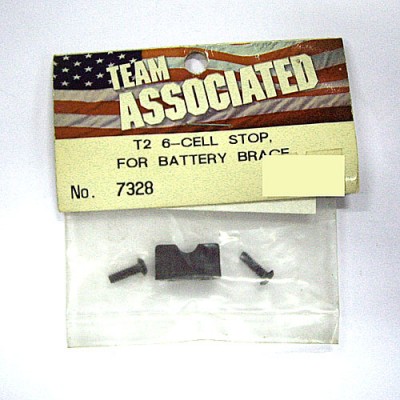 TEAM
ASSOCIATED
T2 6-CELL STOP,
FOR BATTERY BRACE
No. 7328